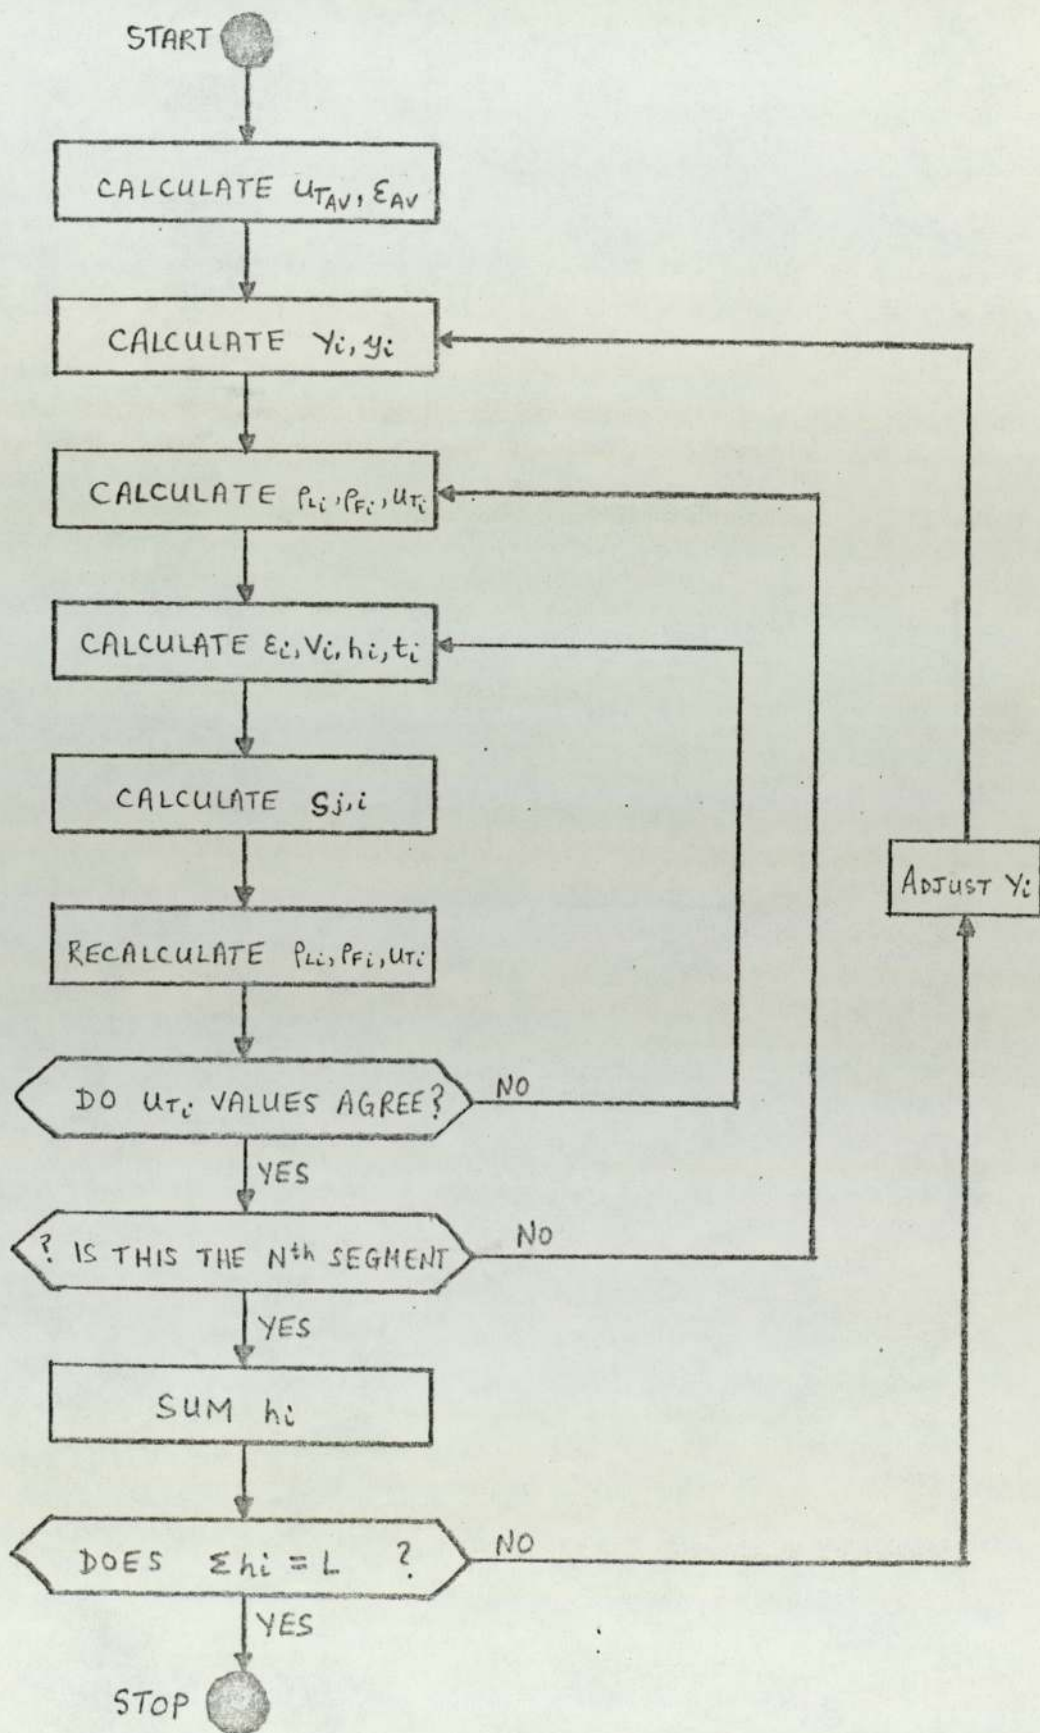 START
CALCULATE u_TAV, ε_AV
CALCULATE Yi, yi
CALCULATE ρLi, ρFi, uTi
CALCULATE εi, Vi, hi, ti
CALCULATE Sj,i
ADJUST Yi
RECALCULATE ρLi, ρFi, uTi
DO uTi VALUES AGREE?
NO
YES
? IS THIS THE Nth SEGMENT
NO
YES
SUM hi
DOES Σhi = L ?
NO
YES
STOP